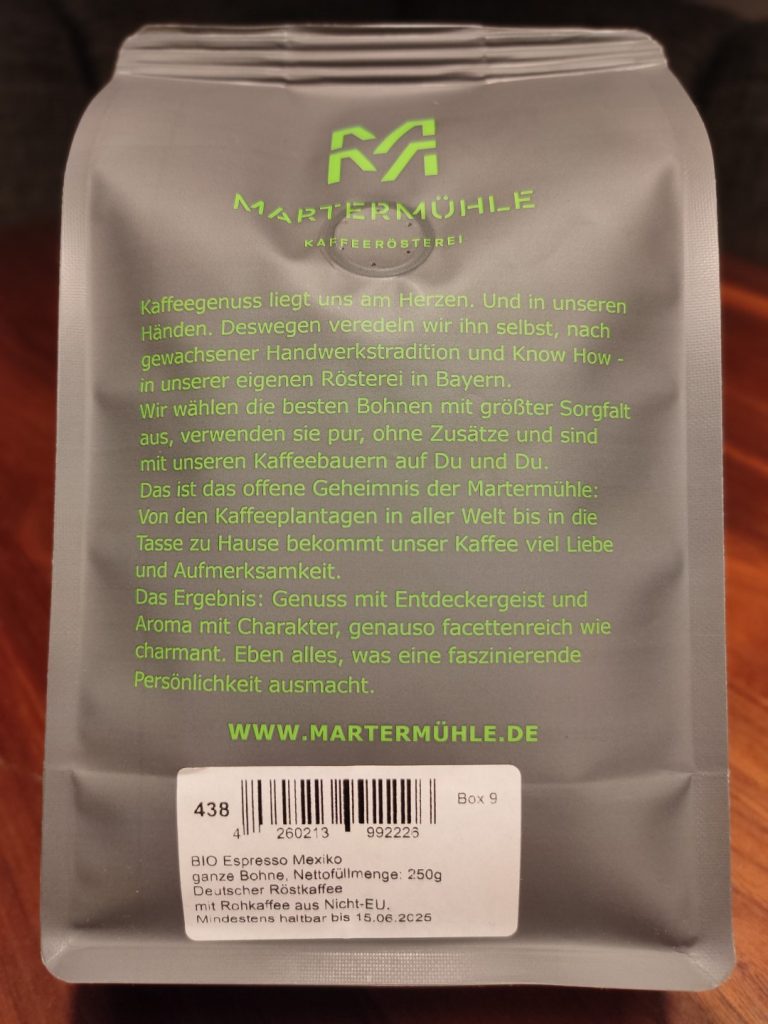 MARTERMÜHLE
KAFFEERÖSTEREI
Kaffeegenuss liegt uns am Herzen. Und in unseren
Händen. Deswegen veredeln wir ihn selbst, nach
gewachsener Handwerkstradition und Know How -
in unserer eigenen Rösterei in Bayern.
Wir wählen die besten Bohnen mit größter Sorgfalt
aus, verwenden sie pur, ohne Zusätze und sind
mit unseren Kaffeebauern auf Du und Du.
Das ist das offene Geheimnis der Martermühle:
Von den Kaffeeplantagen in aller Welt bis in die
Tasse zu Hause bekommt unser Kaffee viel Liebe
und Aufmerksamkeit.
Das Ergebnis: Genuss mit Entdeckergeist und
Aroma mit Charakter, genauso facettenreich wie
charmant. Eben alles, was eine faszinierende
Persönlichkeit ausmacht.
WWW.MARTERMÜHLE.DE
438 Box 9
4 260213 992226
BIO Espresso Mexiko
ganze Bohne, Nettofüllmenge: 250g
Deutscher Röstkaffee
mit Rohkaffee aus Nicht-EU.
Mindestens haltbar bis 15.06.2025